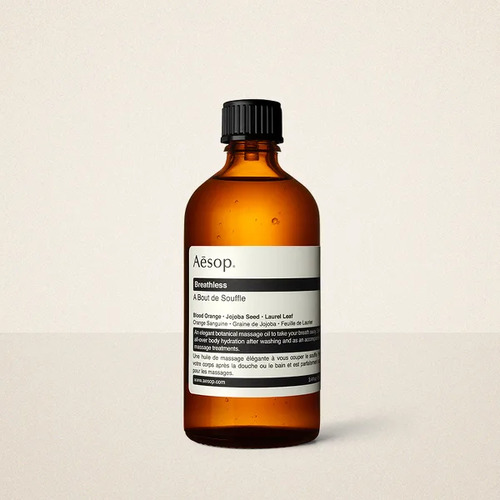 Aēsop.
Breathless
A Bout de Souffle
Blood Orange · Jojoba Seed · Laurel Leaf
Orange Sanguine · Graine de Jojoba · Feuille de Laurier
An elegant botanical massage oil to take your breath away.
all-over body hydration after washing and as an
massage treatments.
Une huile de massage élégante à vous couper le souffle
votre corps après la douche ou le bain et est
pour les massages.
www.aesop.com